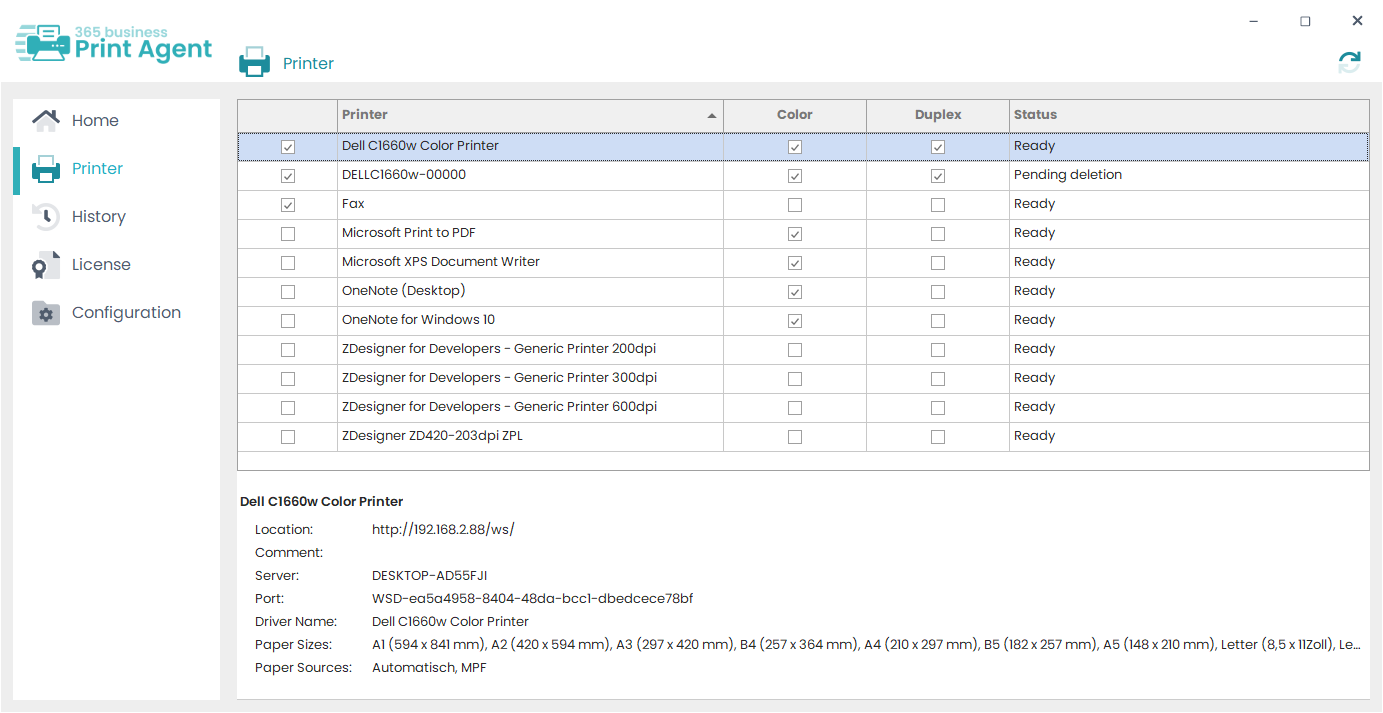 365 business
Print Agent
Printer
Home
Printer
History
License
Configuration
Printer Color Duplex Status
Dell C1660w Color Printer Ready
DELLC1660w-00000 Pending deletion
Fax Ready
Microsoft Print to PDF Ready
Microsoft XPS Document Writer Ready
OneNote (Desktop) Ready
OneNote for Windows 10 Ready
ZDesigner for Developers - Generic Printer 200dpi Ready
ZDesigner for Developers - Generic Printer 300dpi Ready
ZDesigner for Developers - Generic Printer 600dpi Ready
ZDesigner ZD420-203dpi ZPL Ready
Dell C1660w Color Printer
Location: http://192.168.2.88/ws/
Comment:
Server: DESKTOP-AD55FJI
Port: WSD-ea5a4958-8404-48da-bcc1-dbedcece78bf
Driver Name: Dell C1660w Color Printer
Paper Sizes: A1 (594 x 841 mm), A2 (420 x 594 mm), A3 (297 x 420 mm), B4 (257 x 364 mm), A4 (210 x 297 mm), B5 (182 x 257 mm), A5 (148 x 210 mm), Letter (8,5 x 11Zoll), Le...
Paper Sources: Automatisch, MPF